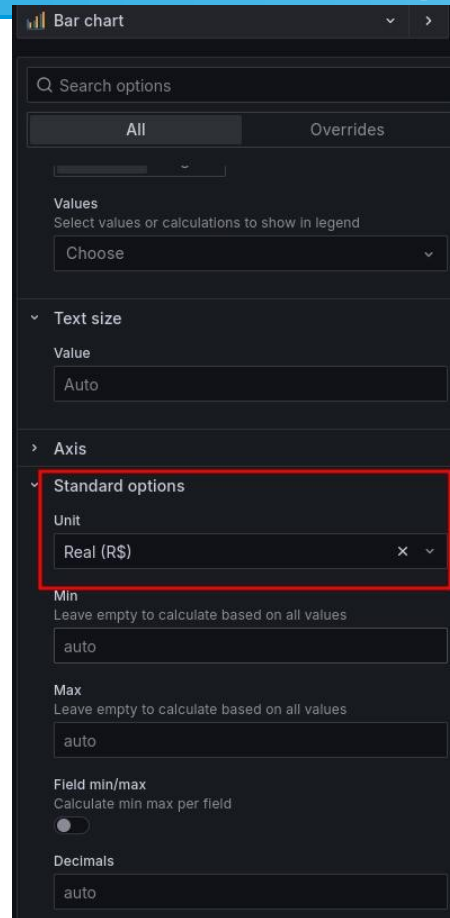 Bar chart
Search options
All Overrides
Values
Select values or calculations to show in legend
Choose
Text size
Value
Auto
Axis
Standard options
Unit
Real (R$)
Min
Leave empty to calculate based on all values
auto
Max
Leave empty to calculate based on all values
auto
Field min/max
Calculate min max per field
Decimals
auto